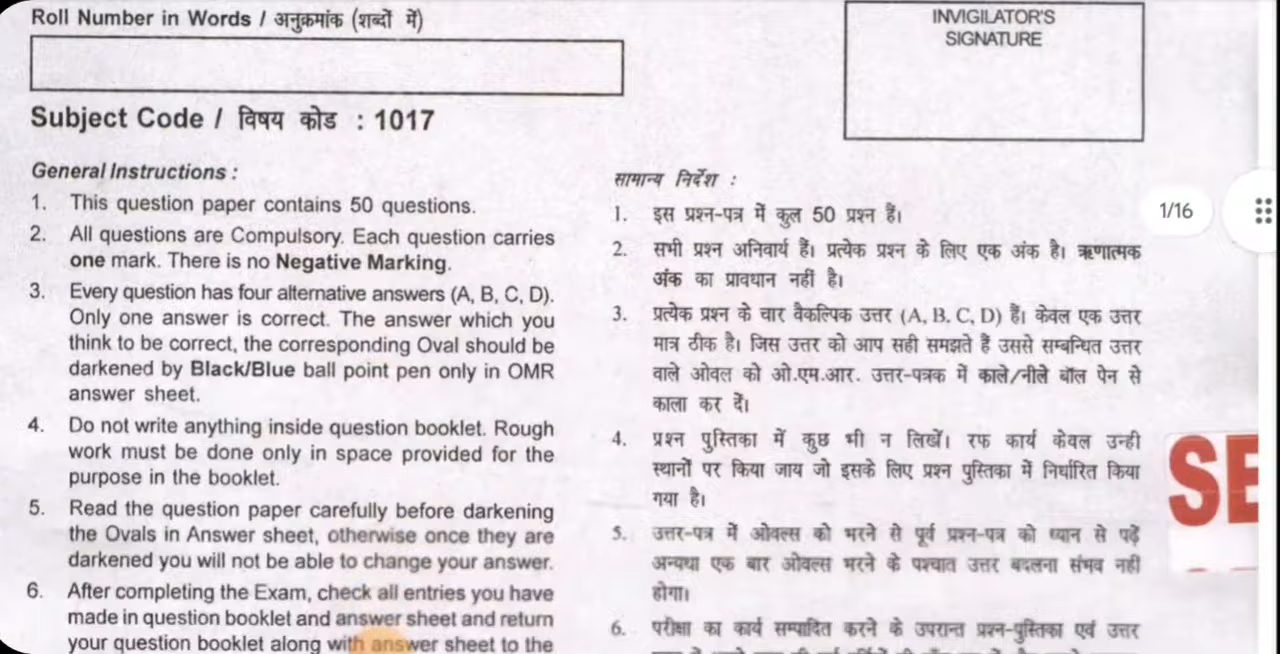 Roll Number in Words / अनुक्रमांक (शब्दों में)
INVIGILATOR'S
SIGNATURE
Subject Code / विषय कोड : 1017
General Instructions :
1. This question paper contains 50 questions.
2. All questions are Compulsory. Each question carries
one mark. There is no Negative Marking.
3. Every question has four alternative answers (A, B, C, D).
Only one answer is correct. The answer which you
think to be correct, the corresponding Oval should be
darkened by Black/Blue ball point pen only in OMR
answer sheet.
4. Do not write anything inside question booklet. Rough
work must be done only in space provided for the
purpose in the booklet.
5. Read the question paper carefully before darkening
the Ovals in Answer sheet, otherwise once they are
darkened you will not be able to change your answer.
6. After completing the Exam, check all entries you have
made in question booklet and answer sheet and return
your question booklet along with answer sheet to the
सामान्य निर्देश :
1. इस प्रश्न-पत्र में कुल 50 प्रश्न हैं।
2. सभी प्रश्न अनिवार्य हैं। प्रत्येक प्रश्न के लिए एक अंक है। ऋणात्मक
अंक का प्रावधान नहीं है।
3. प्रत्येक प्रश्न के चार वैकल्पिक उत्तर (A, B, C, D) हैं। केवल एक उत्तर
मात्र ठीक है। जिस उत्तर को आप सही समझते हैं उससे सम्बन्धित उत्तर
वाले ओवल को ओ.एम.आर. उत्तर-पत्रक में काले/नीले बॉल पेन से
काला कर दें।
4. प्रश्न पुस्तिका में कुछ भी न लिखें। रफ कार्य केवल उन्ही
स्थानों पर किया जाय जो इसके लिए प्रश्न पुस्तिका में निर्धारित किया
गया है।
5. उत्तर-पत्र में ओवल्स को भरने से पूर्व प्रश्न-पत्र को ध्यान से पढ़ें
अन्यथा एक बार ओवल्स भरने के पश्चात उत्तर बदलना संभव नहीं
होगा।
6. परीक्षा का कार्य सम्पादित करने के उपरान्त प्रश्न-पुस्तिका एवं उत्तर
1/16
SE